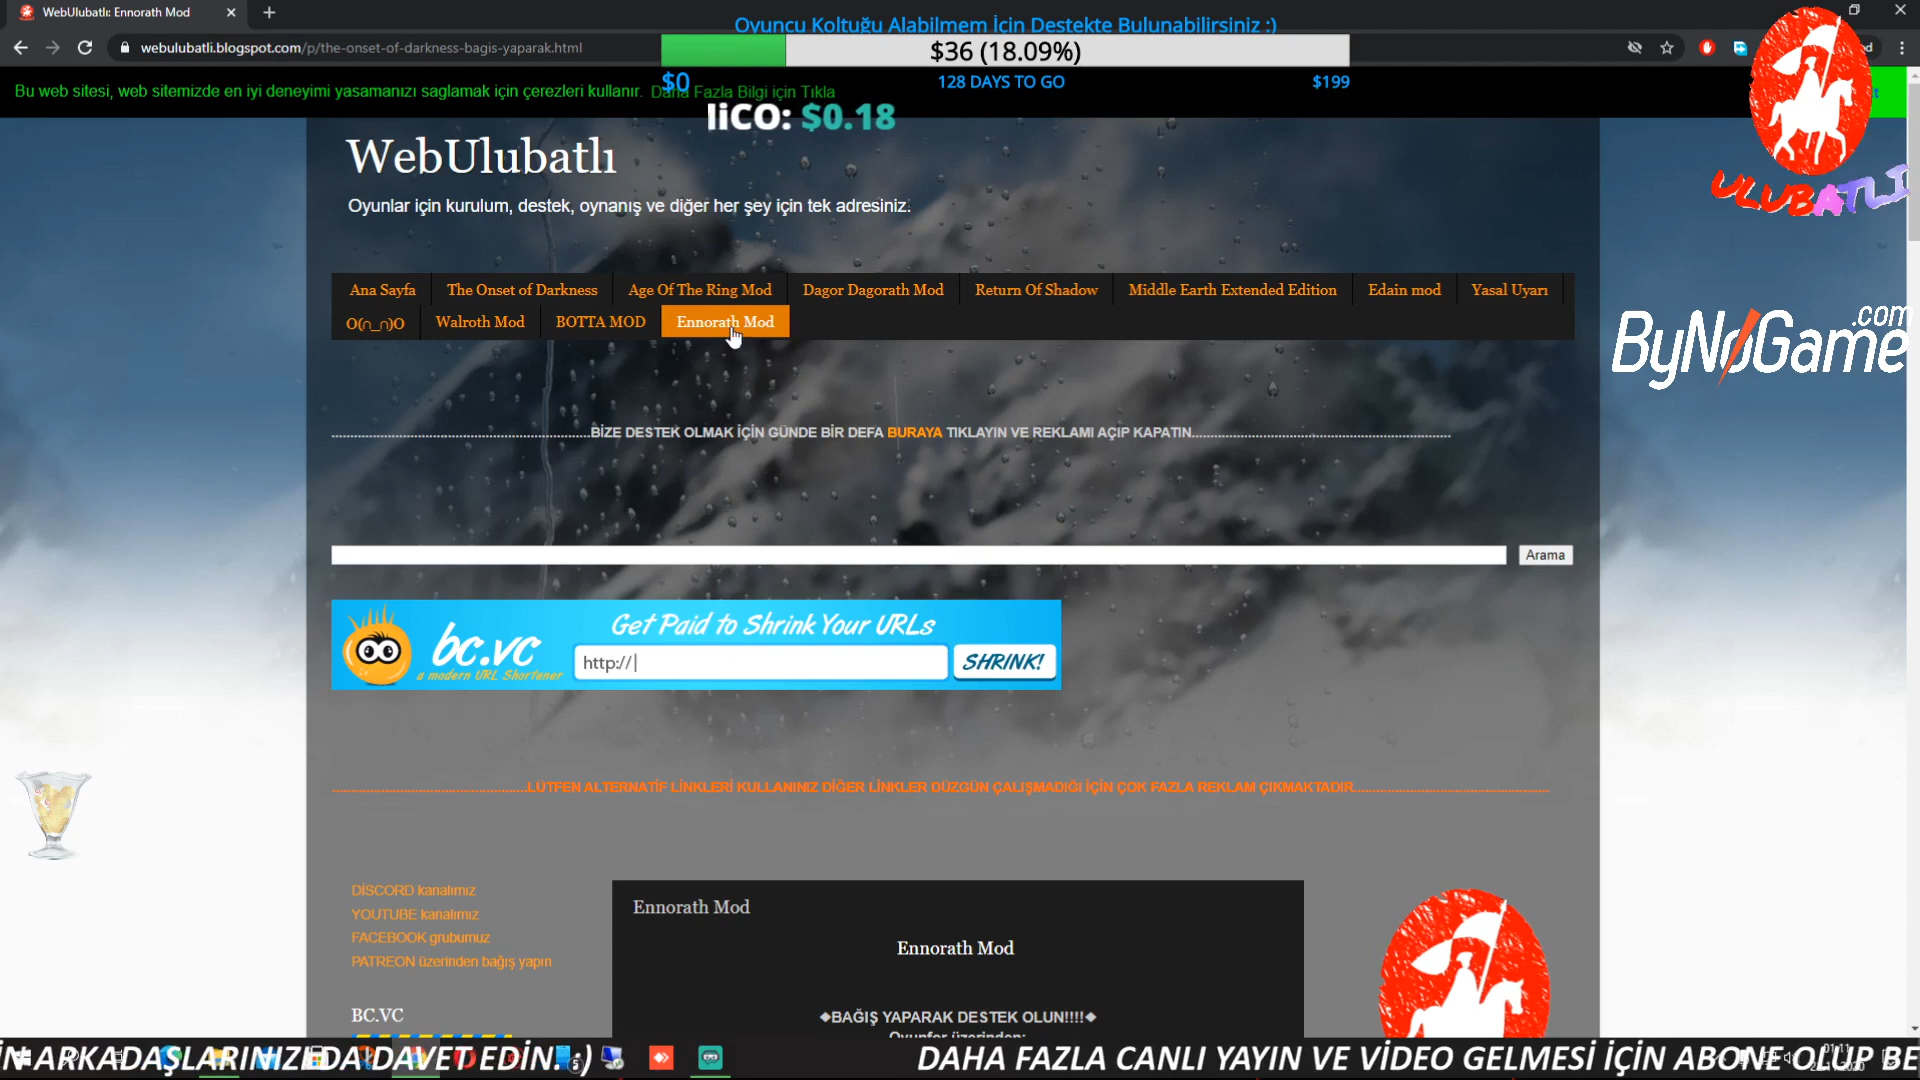 WebUlubatlı: Ennorath Mod
Oyuncu Koltuğu Alabilmem İçin Destekte Bulunabilirsiniz :)
webulubatli.blogspot.com/p/the-onset-of-darkness-bagis-yaparak.html
$36 (18.09%)
$0
128 DAYS TO GO
$199
Bu web sitesi, web sitemizde en iyi deneyimi yasamanızı saglamak için çerezleri kullanır. Daha Fazla Bilgi için Tıkla
liCO: $0.18
WebUlubatlı
ULUBATLI
Oyunlar için kurulum, destek, oynanış ve diğer her şey için tek adresiniz.
Ana Sayfa
The Onset of Darkness
Age Of The Ring Mod
Dagor Dagorath Mod
Return Of Shadow
Middle Earth Extended Edition
Edain mod
Yasal Uyarı
O(∩_∩)O
Walroth Mod
BOTTA MOD
Ennorath Mod
ByNoGame.com
BİZE DESTEK OLMAK İÇİN GÜNDE BİR DEFA BURAYA TIKLAYIN VE REKLAMI AÇIP KAPATIN
Arama
Get Paid to Shrink Your URLs
bc.vc
http://
SHRINK!
a modern URL Shortener
LÜTFEN ALTERNATİF LİNKLERİ KULLANINIZ DİĞER LİNKLER DÜZGÜN ÇALIŞMADIĞI İÇİN ÇOK FAZLA REKLAM ÇIKMAKTADIR
DİSCORD kanalımız
YOUTUBE kanalımız
FACEBOOK grubumuz
PATREON üzerinden bağış yapın
BC.VC
Ennorath Mod
Ennorath Mod
❖BAĞIŞ YAPARAK DESTEK OLUN!!!!❖
İN ARKADAŞLARINIZI DA DAVET EDİN. :)
DAHA FAZLA CANLI YAYIN VE VİDEO GELMESİ İÇİN ABONE OLUP BE
01:11